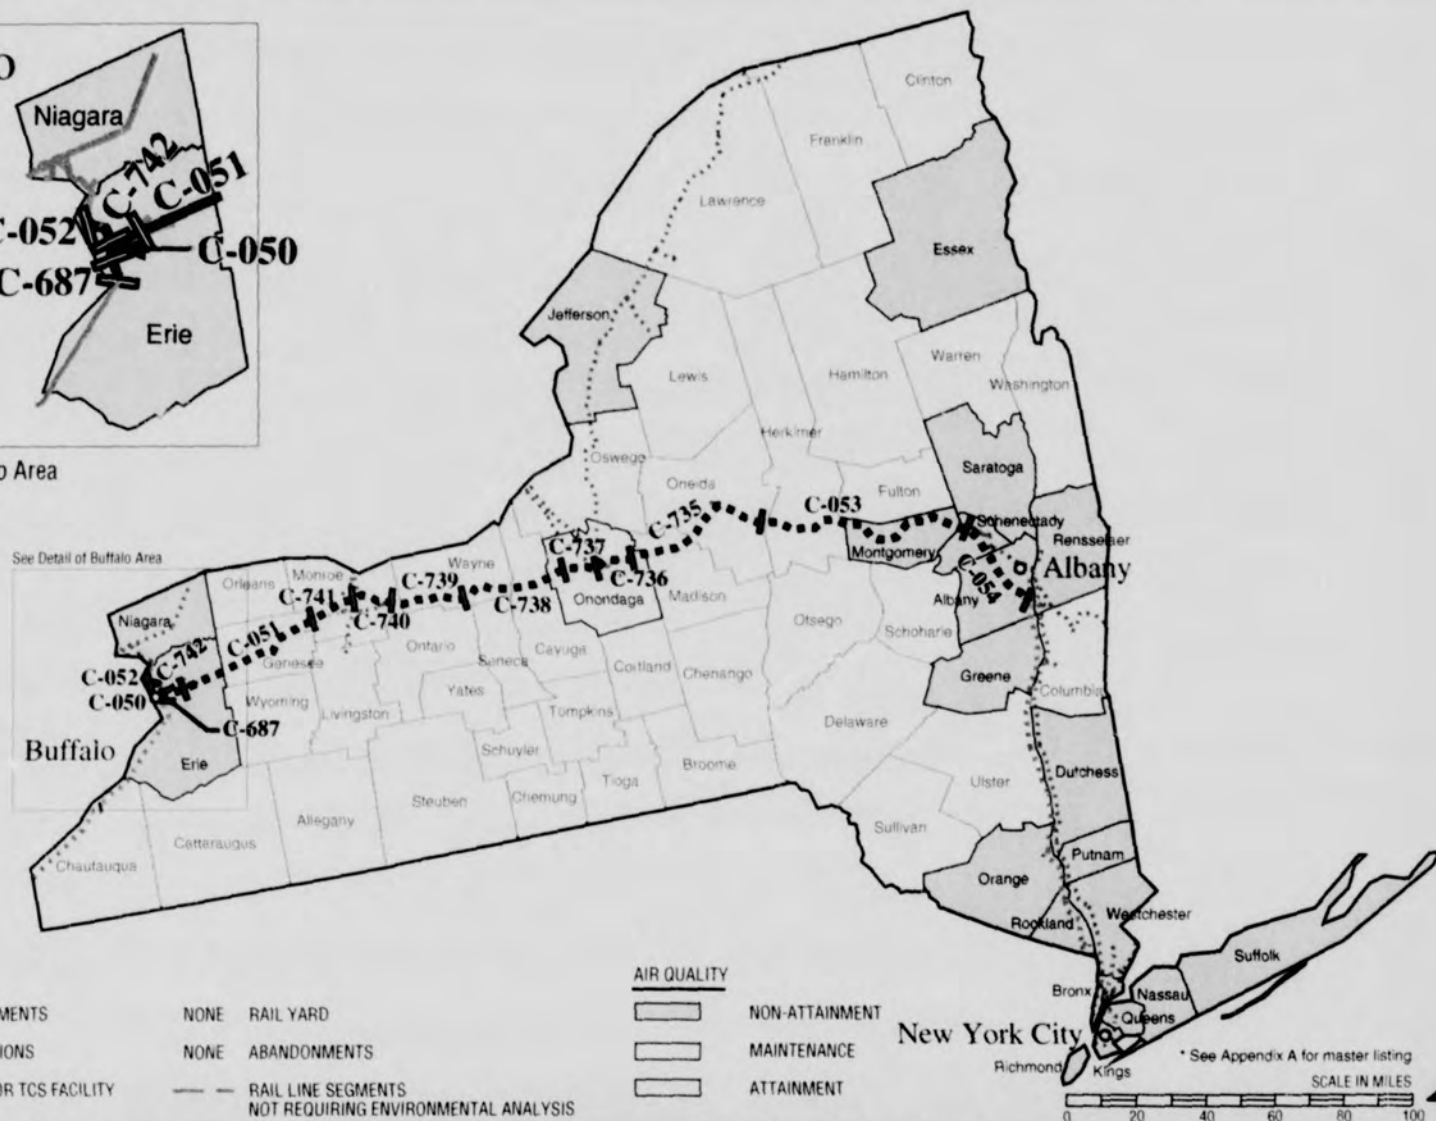 Niagara
C-742
C-051
C-052
C-050
C-687
Erie
Area
See Detail of Buffalo Area
Clinton
Franklin
Lawrence
Essex
Jefferson
Lewis
Hamilton
Warren
Washington
Herkimer
Oswego
Oneida
Saratoga
Fulton
C-053
C-735
Schenectady
Montgomery
Rensselaer
Albany
C-054
Albany
C-737
C-736
Onondaga
Madison
Otsego
Schoharie
Wayne
C-739
C-738
Orleans
Monroe
C-741
C-740
Niagara
C-742
C-051
Genesee
Ontario
Seneca
Cayuga
Cortland
Chenango
Greene
Columbia
C-052
C-050
C-687
Wyoming
Livingston
Yates
Tompkins
Delaware
Buffalo
Erie
Schuyler
Steuben
Chemung
Tioga
Broome
Ulster
Dutchess
Allegany
Cattaraugus
Chautauqua
Sullivan
Putnam
Orange
Rockland
Westchester
Suffolk
Bronx
Nassau
Queens
New York City
Richmond
Kings
NONE RAIL YARD
NONE ABANDONMENTS
TCS FACILITY
RAIL LINE SEGMENTS
NOT REQUIRING ENVIRONMENTAL ANALYSIS
AIR QUALITY
NON-ATTAINMENT
MAINTENANCE
ATTAINMENT
* See Appendix A for master listing
SCALE IN MILES
0 20 40 60 80 100